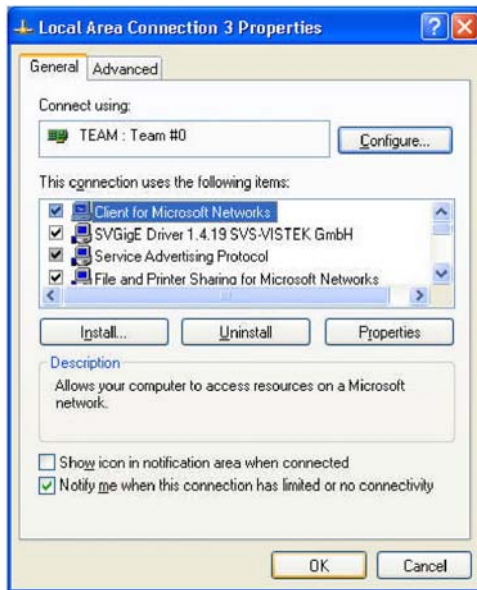 Local Area Connection 3 Properties
General Advanced
Connect using:
TEAM : Team #0 Configure...
This connection uses the following items:
Client for Microsoft Networks
SVGigE Driver 1.4.19 SVS-VISTEK GmbH
Service Advertising Protocol
File and Printer Sharing for Microsoft Networks
Install... Uninstall Properties
Description
Allows your computer to access resources on a Microsoft
network.
Show icon in notification area when connected
Notify me when this connection has limited or no connectivity
OK Cancel